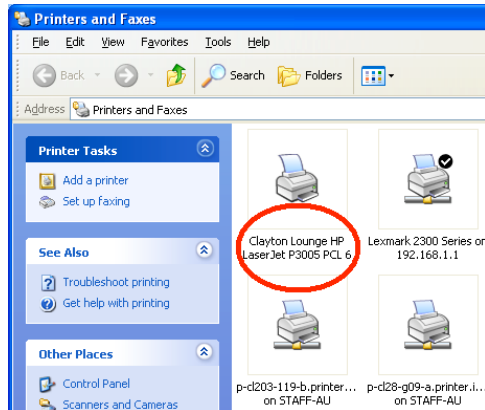 Printers and Faxes
File Edit View Favorites Tools Help
Back Search Folders
Address Printers and Faxes
Printer Tasks
Add a printer
Set up faxing
See Also
Troubleshoot printing
Get help with printing
Other Places
Control Panel
Scanners and Cameras
Clayton Lounge HP
LaserJet P3005 PCL 6
Lexmark 2300 Series on
192.168.1.1
p-cl203-119-b.printer...
on STAFF-AU
p-cl28-g09-a.printer.i...
on STAFF-AU